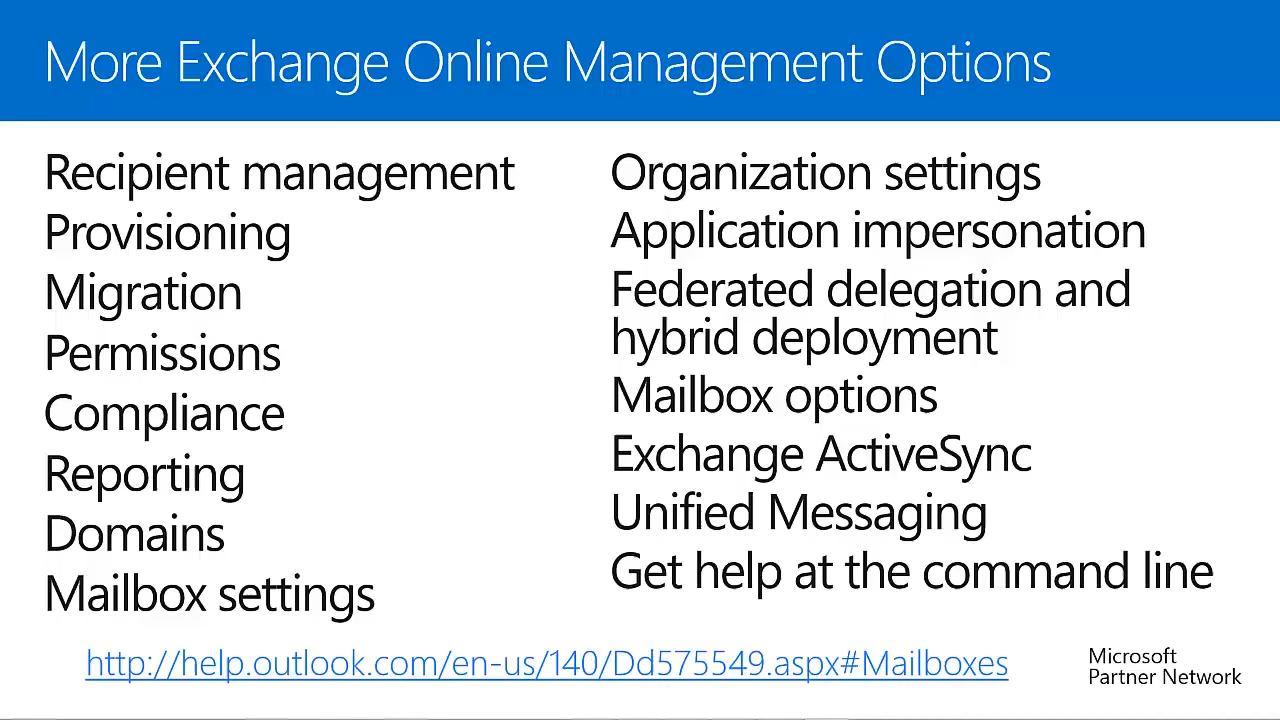 More Exchange Online Management Options
Recipient management
Provisioning
Migration
Permissions
Compliance
Reporting
Domains
Mailbox settings
Organization settings
Application impersonation
Federated delegation and
hybrid deployment
Mailbox options
Exchange ActiveSync
Unified Messaging
Get help at the command line
http://help.outlook.com/en-us/140/Dd575549.aspx#Mailboxes
Microsoft
Partner Network